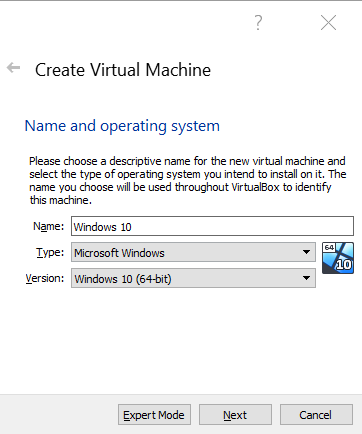 ?
Create Virtual Machine
Name and operating system
Please choose a descriptive name for the new virtual machine and
select the type of operating system you intend to install on it. The
name you choose will be used throughout VirtualBox to identify
this machine.
Name: Windows 10
Type: Microsoft Windows
64
10
Version: Windows 10 (64-bit)
Expert Mode Next Cancel